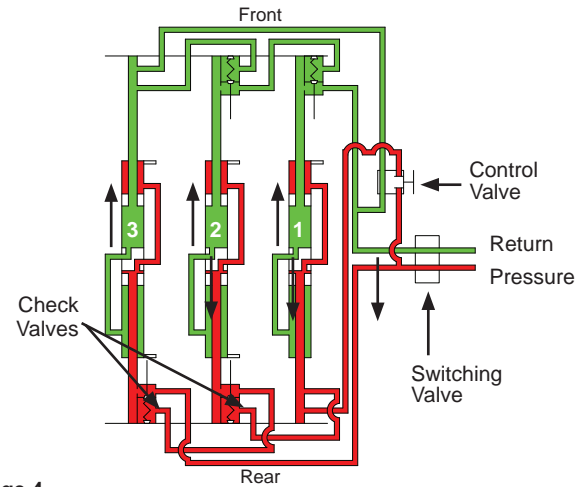 Front
Control
Valve
3
2
1
Return
Pressure
Check
Valves
Switching
Valve
Rear